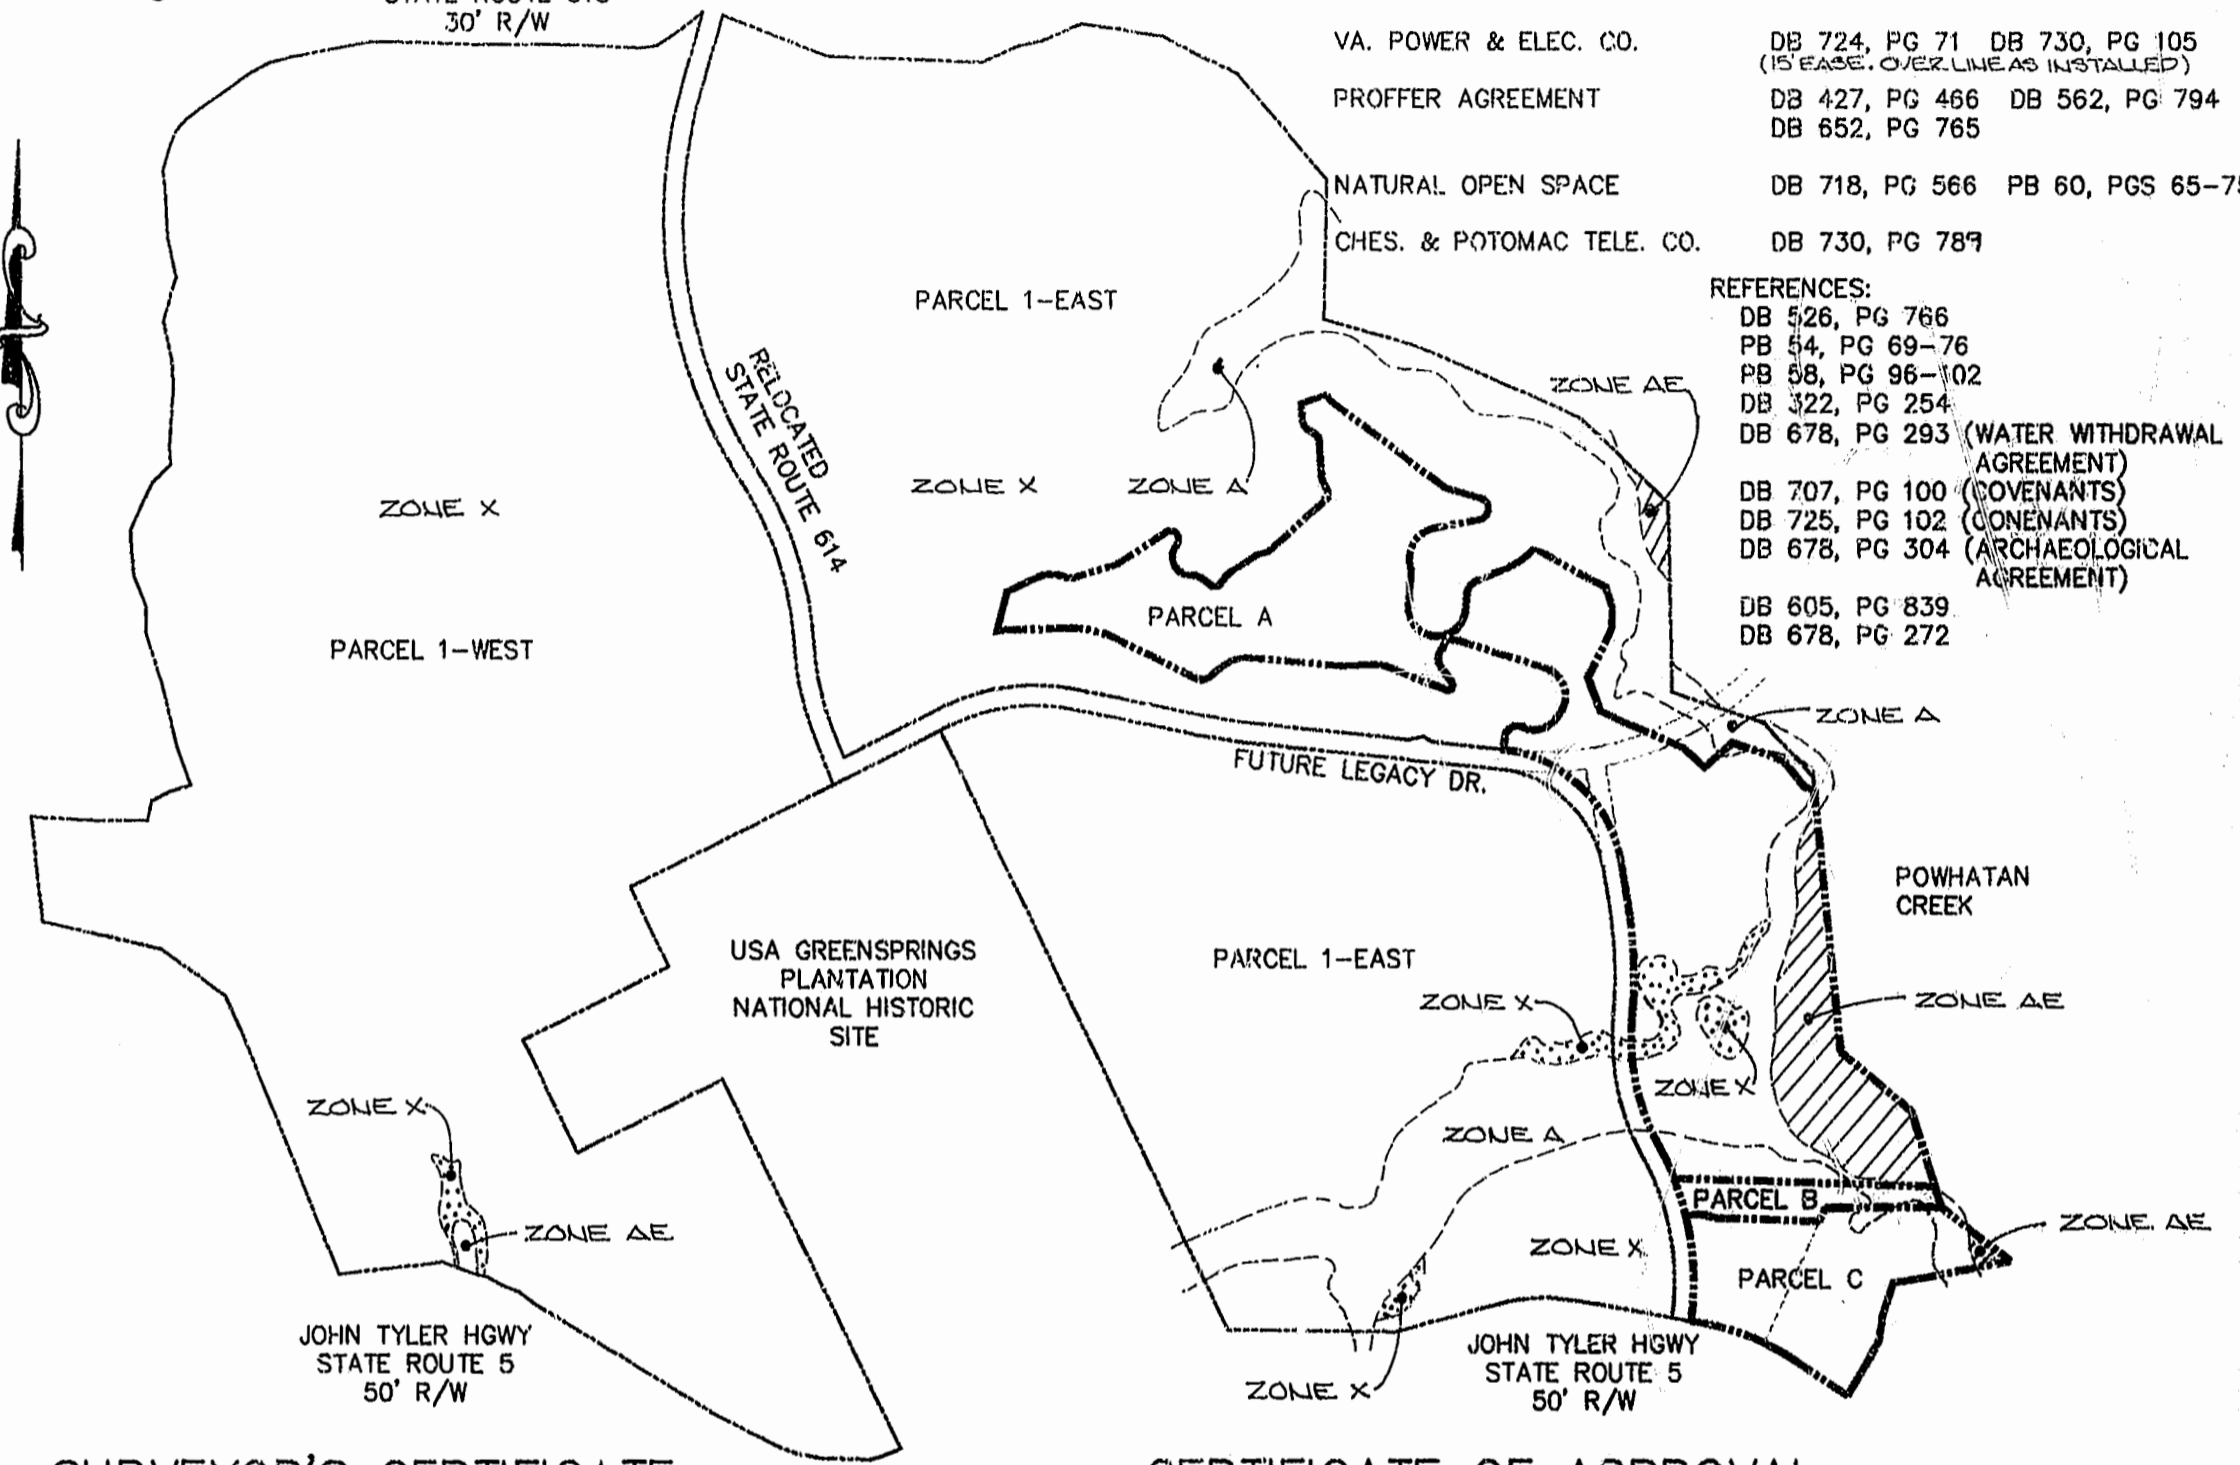 30' R/W
VA. POWER & ELEC. CO. DB 724, PG 71 DB 730, PG 105
(15' EASE. OVER LINE AS INSTALLED)
PROFFER AGREEMENT DB 427, PG 466 DB 562, PG 794
DB 652, PG 765
NATURAL OPEN SPACE DB 718, PG 566 PB 60, PGS 65-75
CHES. & POTOMAC TELE. CO. DB 730, PG 789
REFERENCES:
DB 526, PG 766
PB 54, PG 69-76
PB 58, PG 96-102
DB 322, PG 254
DB 678, PG 293 (WATER WITHDRAWAL
AGREEMENT)
DB 707, PG 100 (COVENANTS)
DB 725, PG 102 (CONENANTS)
DB 678, PG 304 (ARCHAEOLOGICAL
AGREEMENT)
DB 605, PG 839
DB 678, PG 272
PARCEL 1-EAST
RELOCATED
STATE ROUTE 614
ZONE AE
ZONE X
ZONE X
ZONE A
PARCEL A
PARCEL 1-WEST
ZONE A
FUTURE LEGACY DR.
POWHATAN
CREEK
USA GREENSPRINGS
PLANTATION
NATIONAL HISTORIC
SITE
PARCEL 1-EAST
ZONE X
ZONE AE
ZONE X
ZONE X
ZONE A
PARCEL B
ZONE AE
ZONE X
ZONE AE
PARCEL C
JOHN TYLER HGWY
STATE ROUTE 5
50' R/W
JOHN TYLER HGWY
STATE ROUTE 5
50' R/W
ZONE X
SURVEYOR'S CERTIFICATE
CERTIFICATE OF APPROVAL